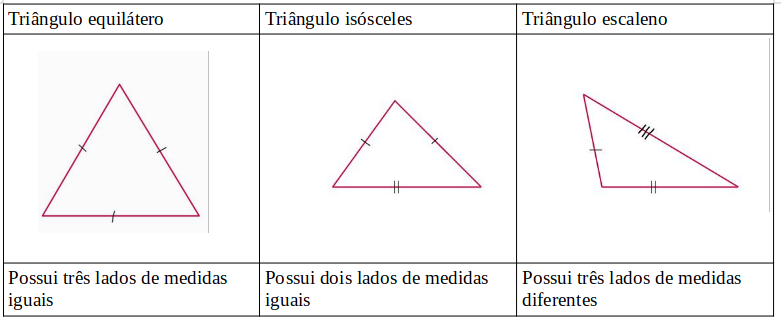 Triângulo equilátero
Triângulo isósceles
Triângulo escaleno
Possui três lados de medidas
iguais
Possui dois lados de medidas
iguais
Possui três lados de medidas
diferentes